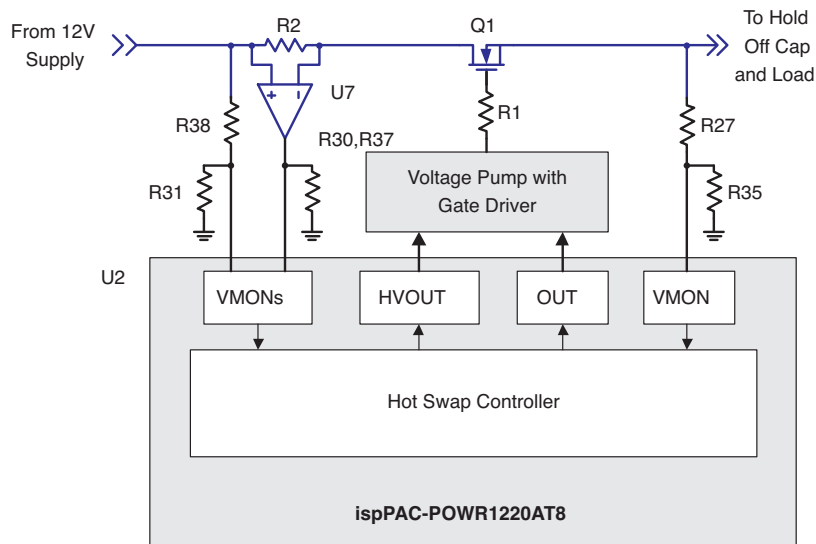 From 12V
Supply
R2
Q1
To Hold
Off Cap
and Load
+
–
U7
R38
R1
R27
R30,R37
R31
Voltage Pump with
Gate Driver
R35
U2
VMONs
HVOUT
OUT
VMON
Hot Swap Controller
ispPAC-POWR1220AT8